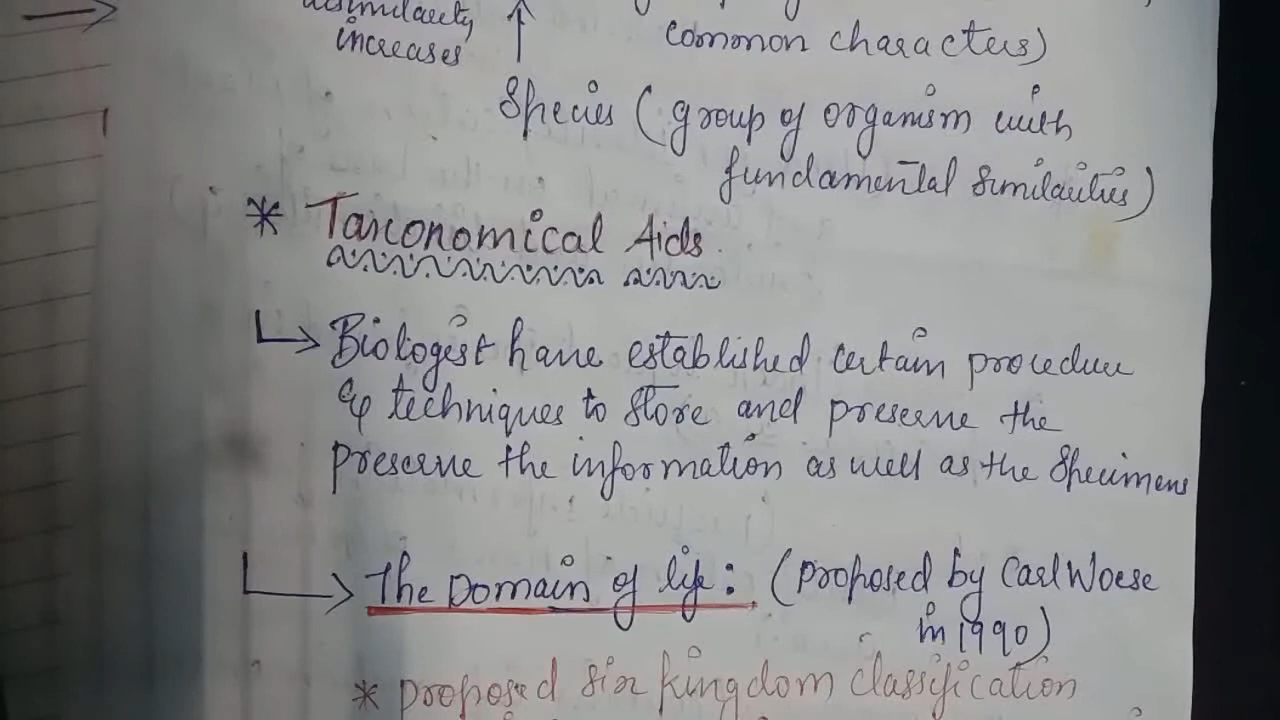 increases
common characters)
Species (group of organism with
fundamental similarities)
* Taxonomical Aids
Biologest have established certain procedure
& techniques to store and preserve the
preserve the information as well as the specimens
The Domain of life: (proposed by Carl Woese
in 1990)
* proposed six kingdom classification